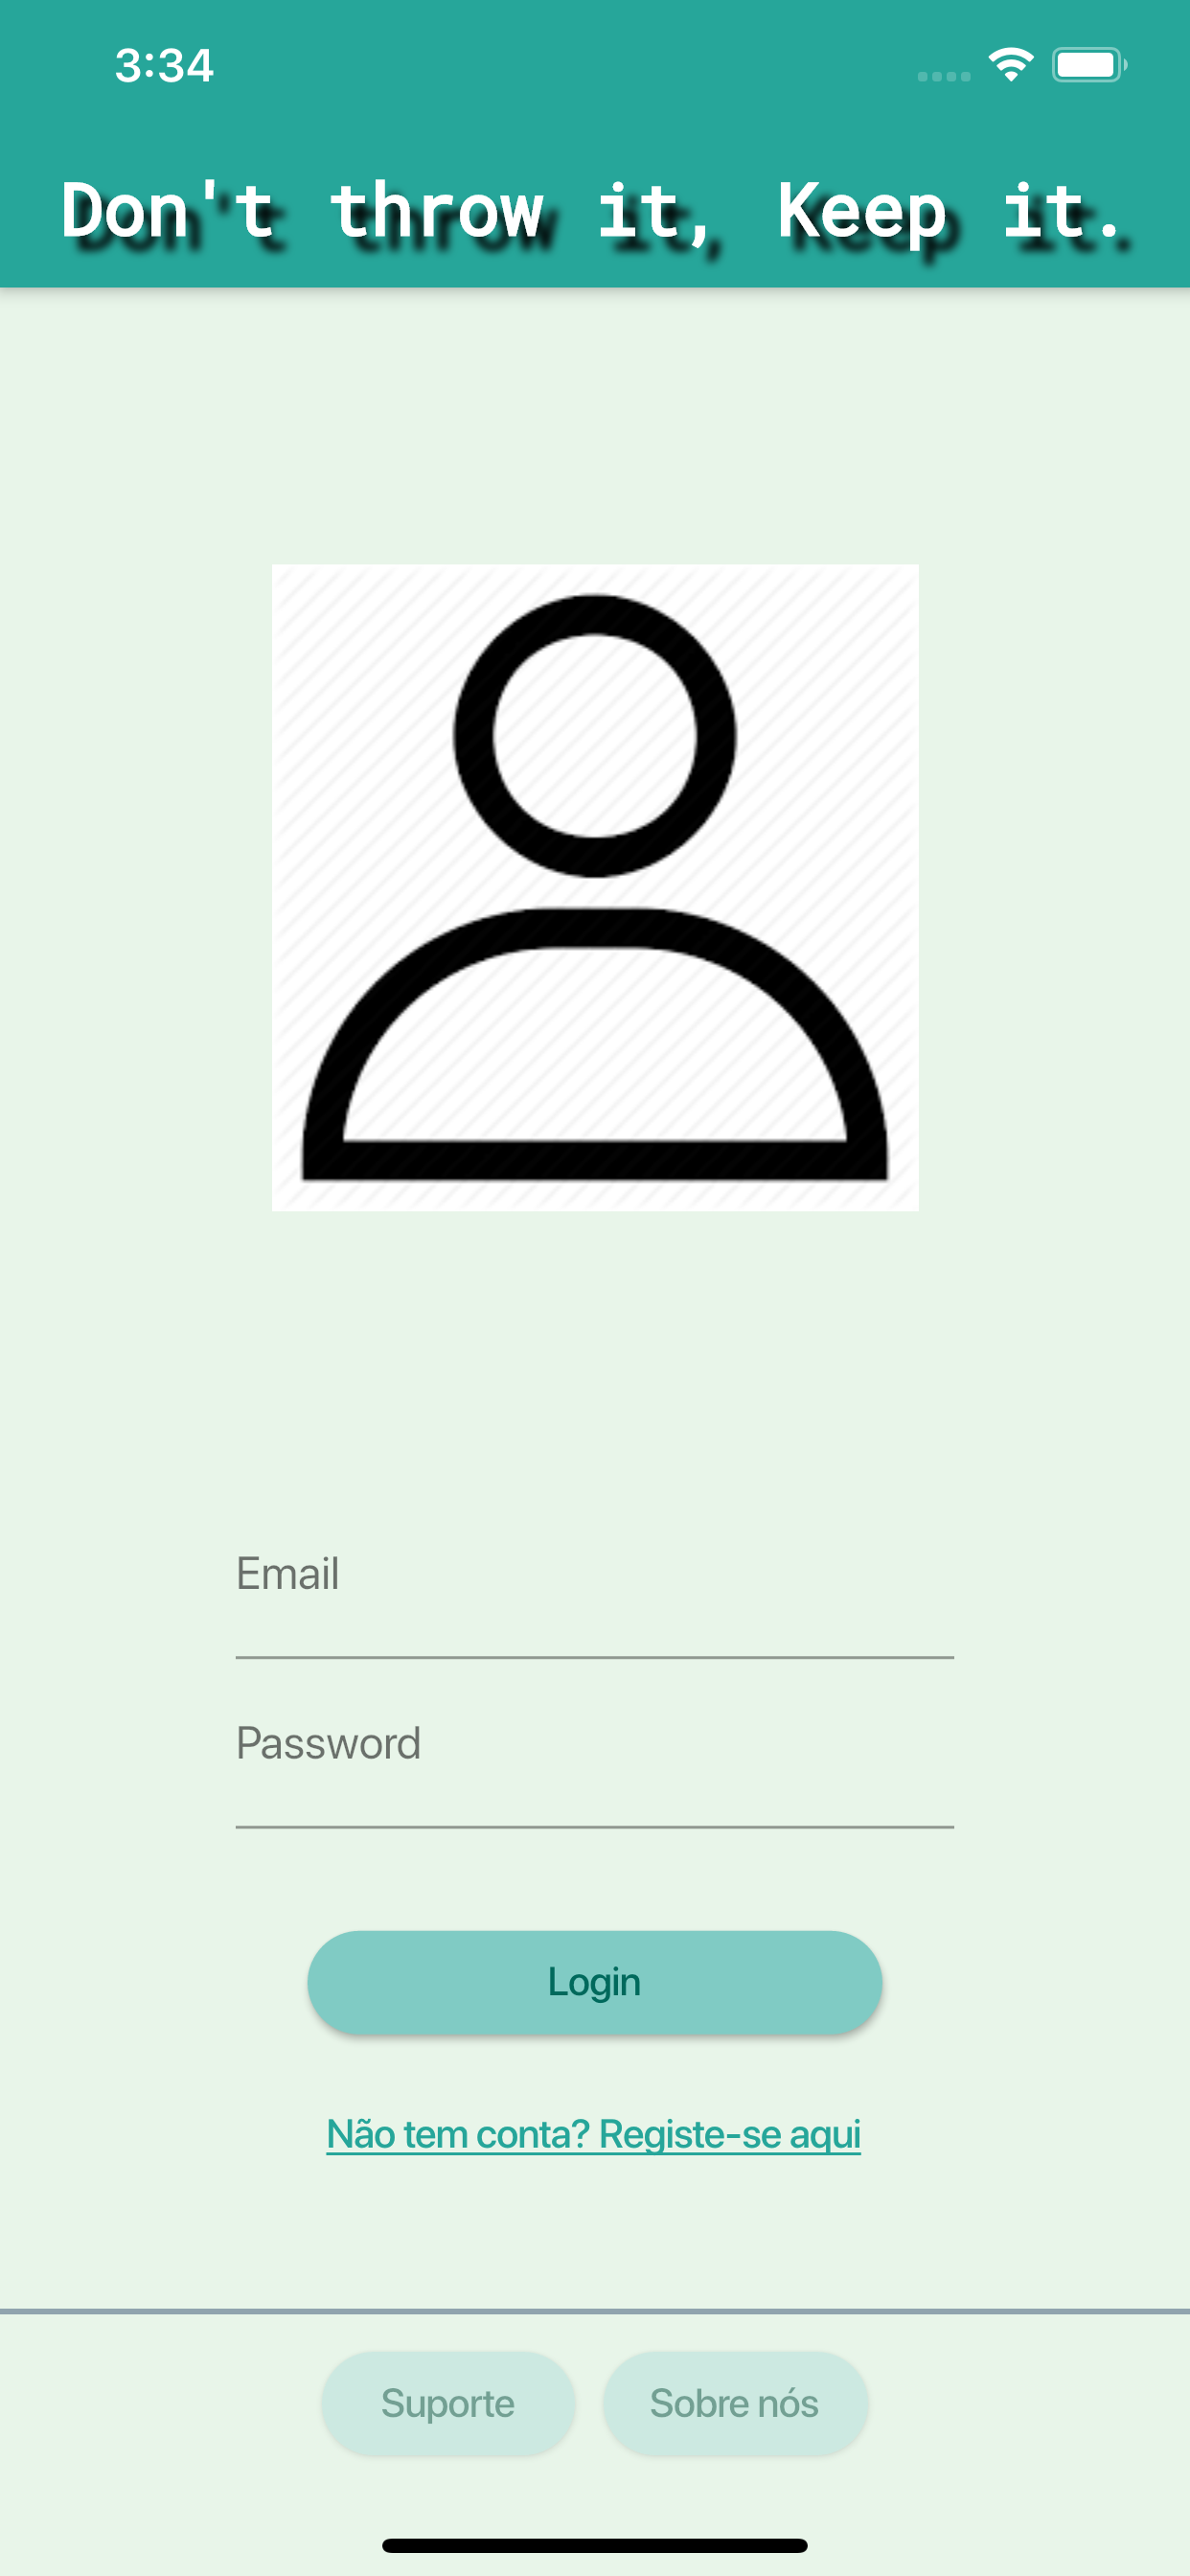 3:34
Don't throw it, Keep it.
Email
Password
Login
Não tem conta? Registe-se aqui
Suporte
Sobre nós